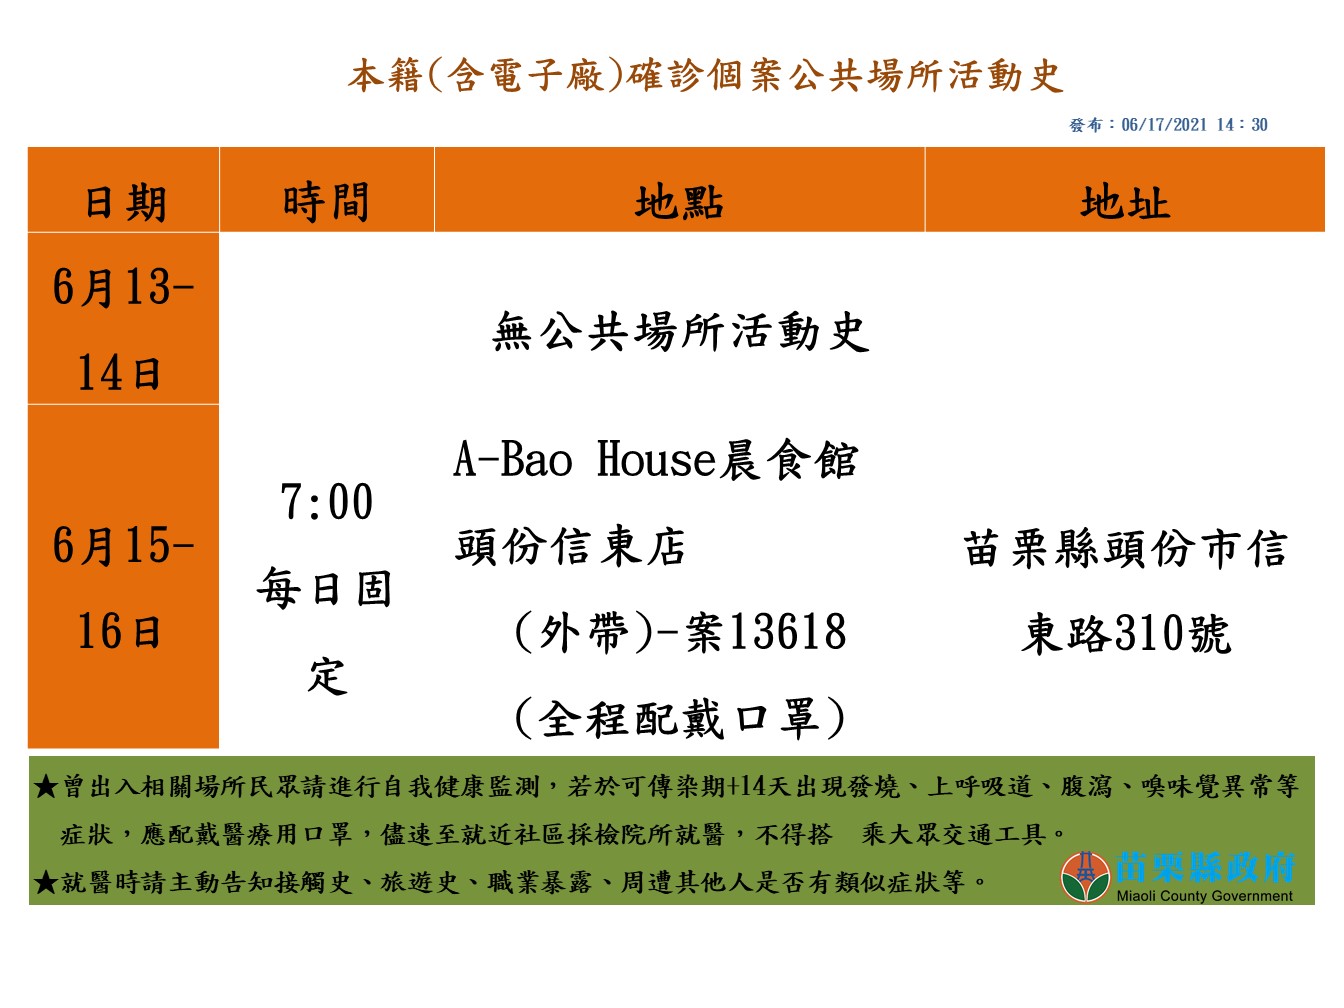 本籍(含電子廠)確診個案公共場所活動史
發布：06/17/2021 14：30
日期 時間 地點 地址
6月13-
14日
無公共場所活動史
6月15-
16日
7:00
每日固
定
A-Bao House晨食館
頭份信東店
(外帶)-案13618
(全程配戴口罩)
苗栗縣頭份市信
東路310號
★曾出入相關場所民眾請進行自我健康監測，若於可傳染期+14天出現發燒、上呼吸道、腹瀉、嗅味覺異常等
症狀，應配戴醫療用口罩，儘速至就近社區採檢院所就醫，不得搭　乘大眾交通工具。
★就醫時請主動告知接觸史、旅遊史、職業暴露、周遭其他人是否有類似症狀等。
苗栗縣政府
Miaoli County Government